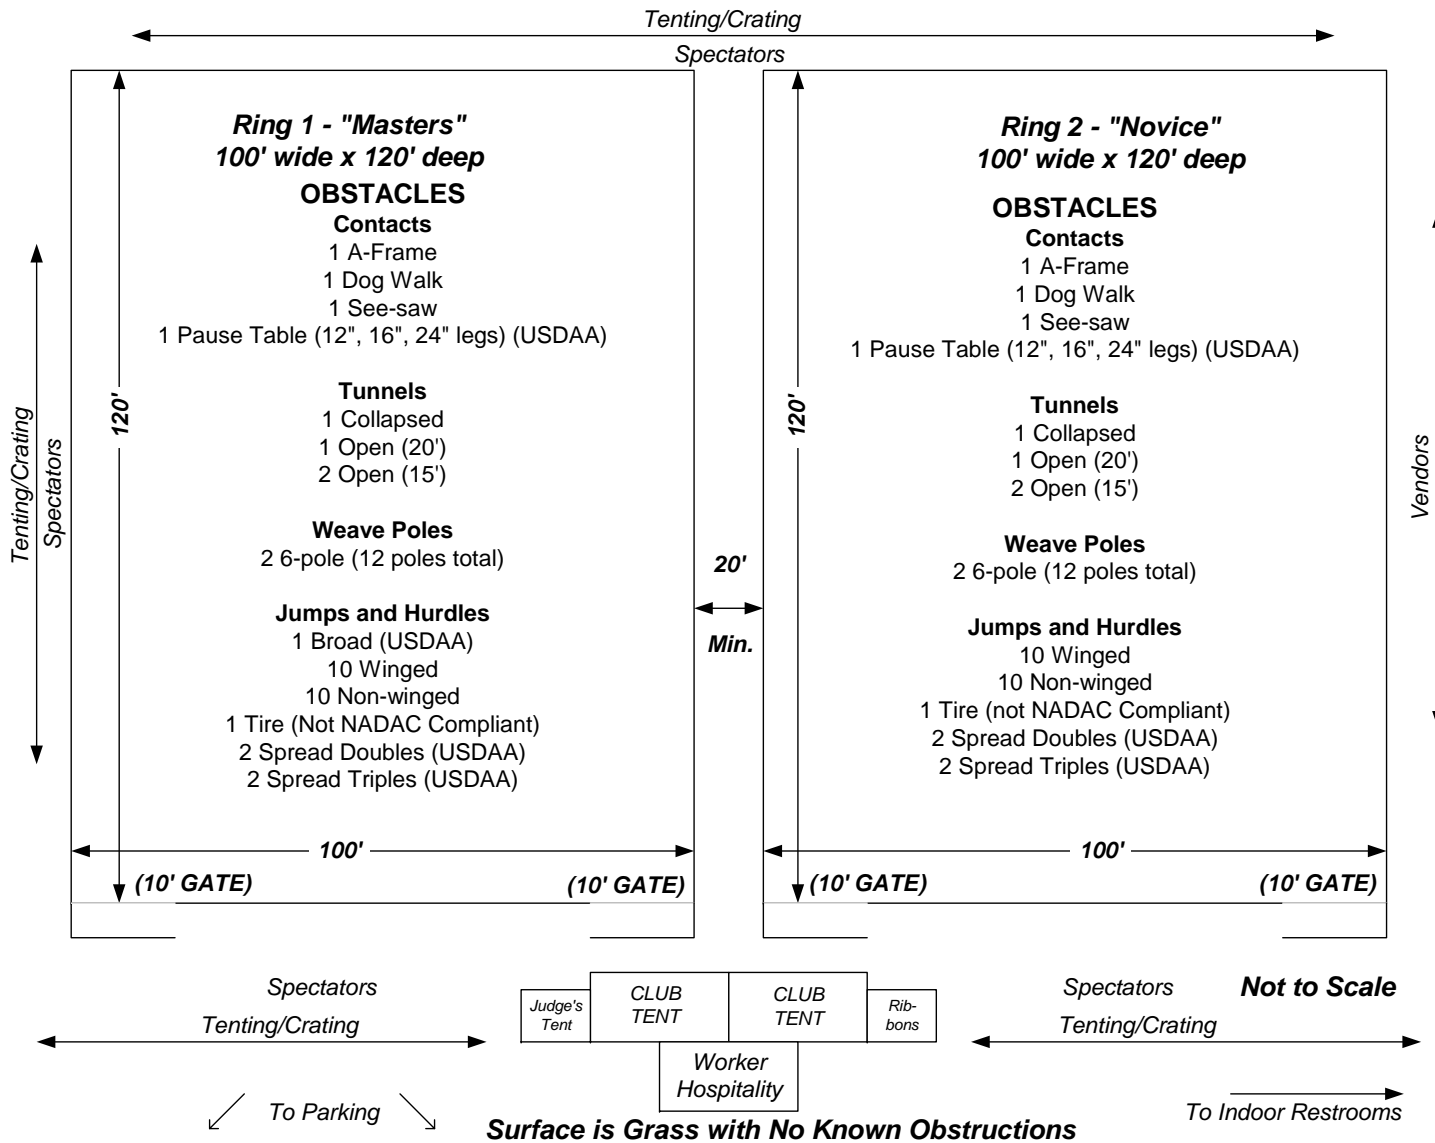 Tenting/Crating
Spectators
Ring 1 - "Masters"
100' wide x 120' deep
OBSTACLES
Contacts
1 A-Frame
1 Dog Walk
1 See-saw
1 Pause Table (12", 16", 24" legs) (USDAA)
Tunnels
1 Collapsed
1 Open (20')
2 Open (15')
Weave Poles
2 6-pole (12 poles total)
Jumps and Hurdles
1 Broad (USDAA)
10 Winged
10 Non-winged
1 Tire (Not NADAC Compliant)
2 Spread Doubles (USDAA)
2 Spread Triples (USDAA)
120'
Tenting/Crating
Spectators
100'
(10' GATE)
(10' GATE)
20'
Min.
Ring 2 - "Novice"
100' wide x 120' deep
OBSTACLES
Contacts
1 A-Frame
1 Dog Walk
1 See-saw
1 Pause Table (12", 16", 24" legs) (USDAA)
Tunnels
1 Collapsed
1 Open (20')
2 Open (15')
Weave Poles
2 6-pole (12 poles total)
Jumps and Hurdles
10 Winged
10 Non-winged
1 Tire (not NADAC Compliant)
2 Spread Doubles (USDAA)
2 Spread Triples (USDAA)
120'
Vendors
100'
(10' GATE)
(10' GATE)
Spectators
Tenting/Crating
Judge's
Tent
CLUB
TENT
CLUB
TENT
Rib-
bons
Worker
Hospitality
Spectators
Not to Scale
Tenting/Crating
To Parking
To Indoor Restrooms
Surface is Grass with No Known Obstructions